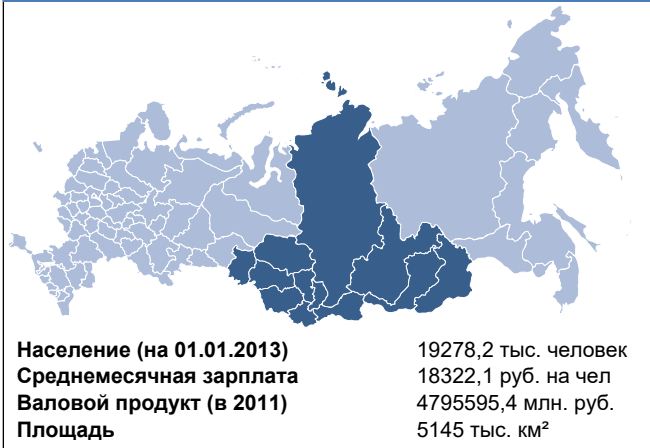 Население (на 01.01.2013) 19278,2 тыс. человек
Среднемесячная зарплата 18322,1 руб. на чел
Валовой продукт (в 2011) 4795595,4 млн. руб.
Площадь 5145 тыс. км²